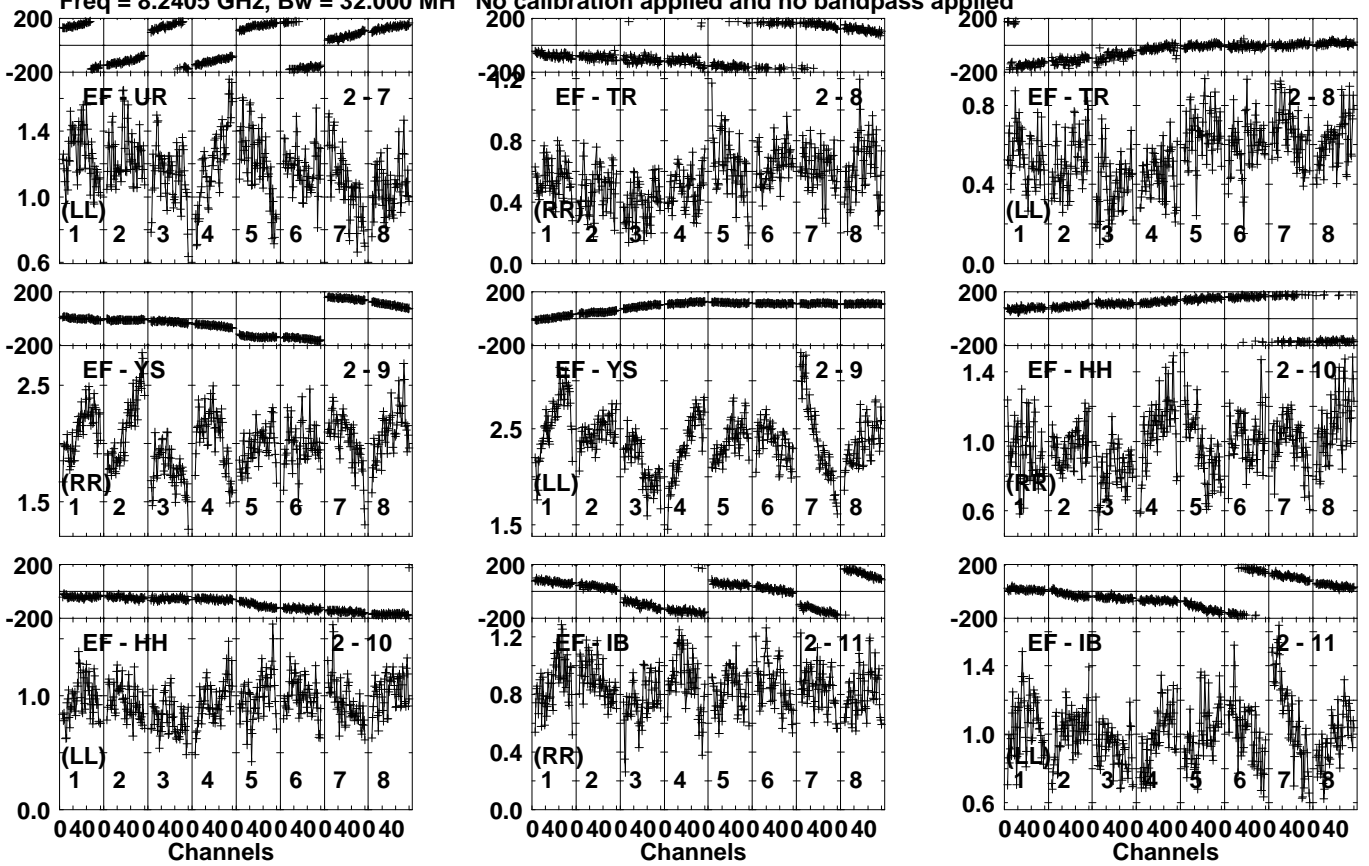 Freq = 8.2405 GHz, Bw = 32.000 MH No calibration applied and no bandpass applied
200
-200
EF - UR 2 - 7
1.4
1.0
0.6
(LL)
1 2 3 4 5 6 7 8
200
-200
1.2
EF - TR 2 - 8
0.8
0.4
0.0
(RR)
1 2 3 4 5 6 7 8
200
-200
EF - TR 2 - 8
0.8
0.4
0.0
(LL)
1 2 3 4 5 6 7 8
200
-200
EF - YS 2 - 9
2.5
1.5
(RR)
1 2 3 4 5 6 7 8
200
-200
EF - YS 2 - 9
2.5
1.5
(LL)
1 2 3 4 5 6 7 8
200
-200
EF - HH 2 - 10
1.4
1.0
0.6
(RR)
1 2 3 4 5 6 7 8
200
-200
EF - HH 2 - 10
1.0
0.0
(LL)
1 2 3 4 5 6 7 8
0 40 0 40 0 40 0 40 0 40 0 40 0 40 0 40
Channels
200
-200
EF - IB 2 - 11
1.2
0.8
0.4
0.0
(RR)
1 2 3 4 5 6 7 8
0 40 0 40 0 40 0 40 0 40 0 40 0 40 0 40
Channels
200
-200
EF - IB 2 - 11
1.4
1.0
0.6
(LL)
1 2 3 4 5 6 7 8
0 40 0 40 0 40 0 40 0 40 0 40 0 40 0 40
Channels